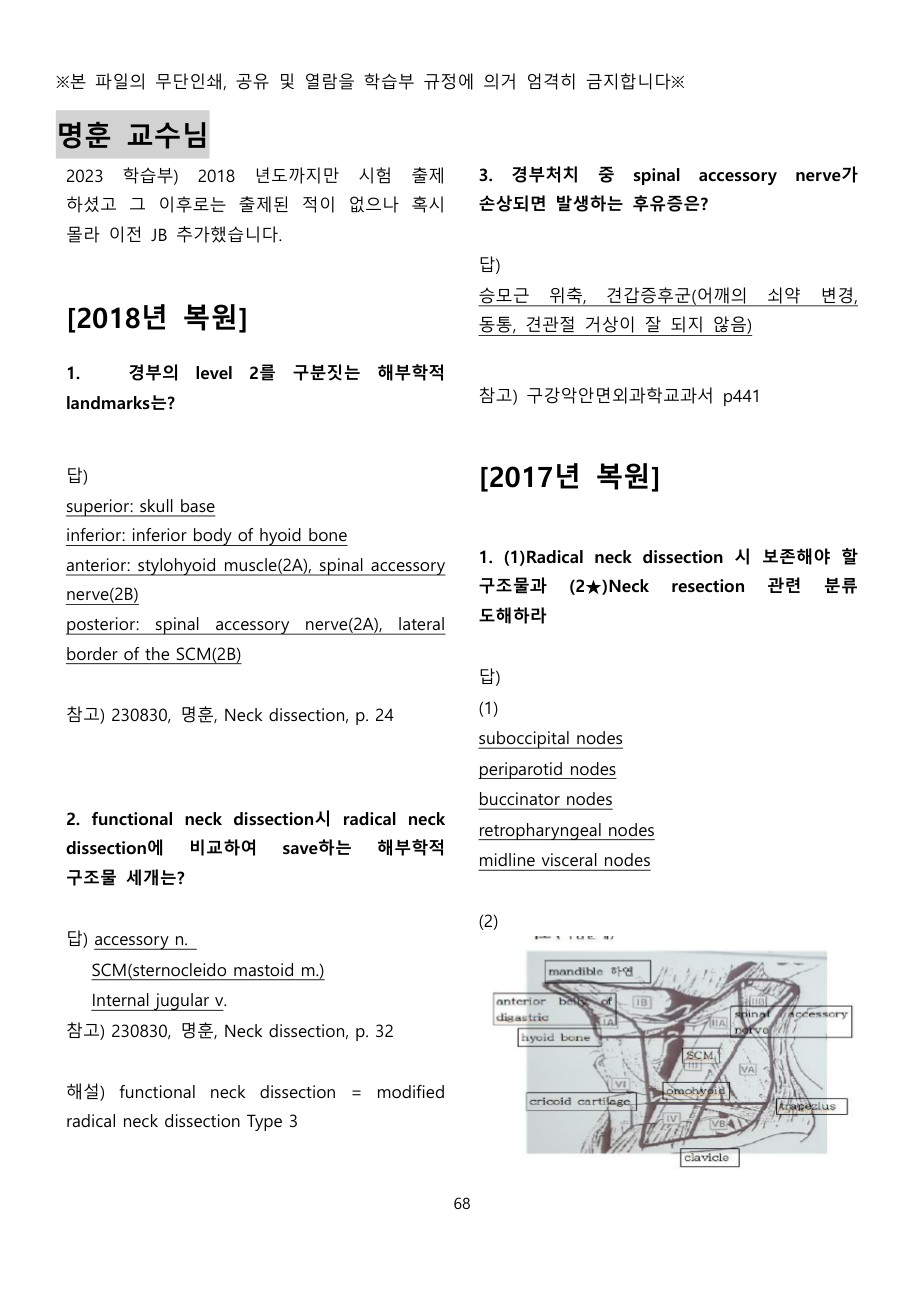 ※본 파일의 무단인쇄, 공유 및 열람을 학습부 규정에 의거 엄격히 금지합니다※
명훈 교수님
2023 학습부) 2018 년도까지만 시험 출제
하셨고 그 이후로는 출제된 적이 없으나 혹시
몰라 이전 JB 추가했습니다.
[2018년 복원]
1. 경부의 level 2를 구분짓는 해부학적
landmarks는?
답)
superior: skull base
inferior: inferior body of hyoid bone
anterior: stylohyoid muscle(2A), spinal accessory
nerve(2B)
posterior: spinal accessory nerve(2A), lateral
border of the SCM(2B)
참고) 230830, 명훈, Neck dissection, p. 24
2. functional neck dissection시 radical neck
dissection에 비교하여 save하는 해부학적
구조물 세개는?
답) accessory n.
SCM(sternocleido mastoid m.)
Internal jugular v.
참고) 230830, 명훈, Neck dissection, p. 32
해설) functional neck dissection = modified
radical neck dissection Type 3
3. 경부처치 중 spinal accessory nerve가
손상되면 발생하는 후유증은?
답)
승모근 위축, 견갑증후군(어깨의 쇠약 변경,
동통, 견관절 거상이 잘 되지 않음)
참고) 구강악안면외과학교과서 p441
[2017년 복원]
1. (1)Radical neck dissection 시 보존해야 할
구조물과 (2★)Neck resection 관련 분류
도해하라
답)
(1)
suboccipital nodes
periparotid nodes
buccinator nodes
retropharyngeal nodes
midline visceral nodes
(2)
mandible 하연
anterior belly of
digastric
IB
IIB
IA
IIA
spinal accessory
nerve
hyoid bone
SCM
III
VA
VI
omohyoid
cricoid cartilage
trapezius
IV
VB
clavicle
68